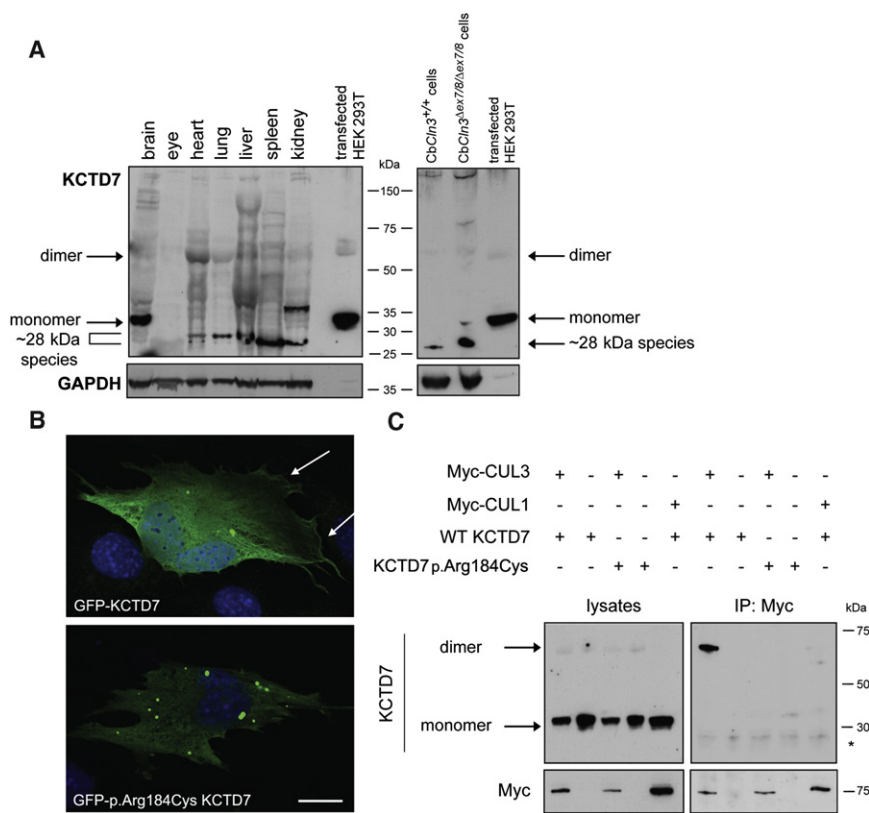 A
brain
eye
heart
lung
liver
spleen
kidney
transfected
HEK 293T
CbCln3+/+ cells
CbCln3Δex7/8/Δex7/8 cells
transfected
HEK 293T
KCTD7
kDa
150
75
50
35
30
25
dimer
monomer
~28 kDa
species
dimer
monomer
~28 kDa species
GAPDH
35
B
GFP-KCTD7
GFP-p.Arg184Cys KCTD7
C
Myc-CUL3 + - + - - + - + - -
Myc-CUL1 - - - - + - - - - +
WT KCTD7 + + - - + + + - - +
KCTD7 p.Arg184Cys - - + + - - - + + -
lysates
IP: Myc
kDa
75
50
30
*
KCTD7
dimer
monomer
Myc
75